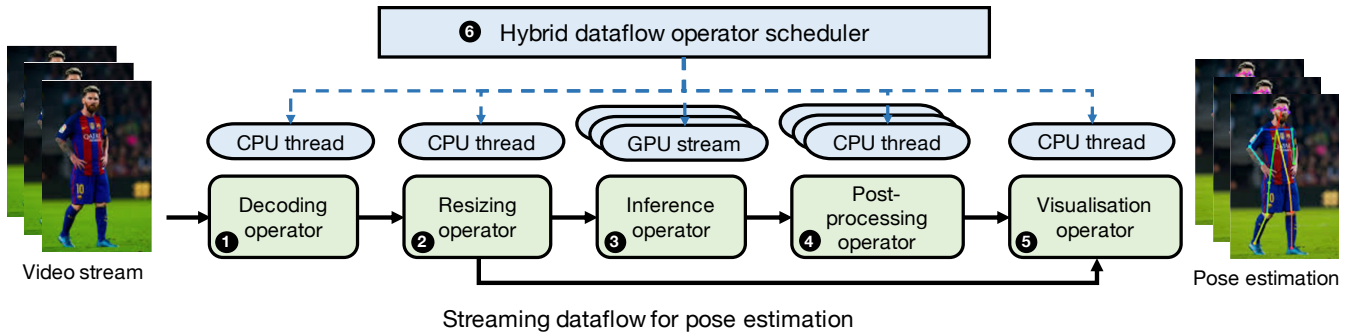 6 Hybrid dataflow operator scheduler
CPU thread
CPU thread
GPU stream
CPU thread
CPU thread
Decoding
operator
1
Resizing
operator
2
Inference
operator
3
Post-
processing
operator
4
Visualisation
operator
5
10
Video stream
Pose estimation
Streaming dataflow for pose estimation